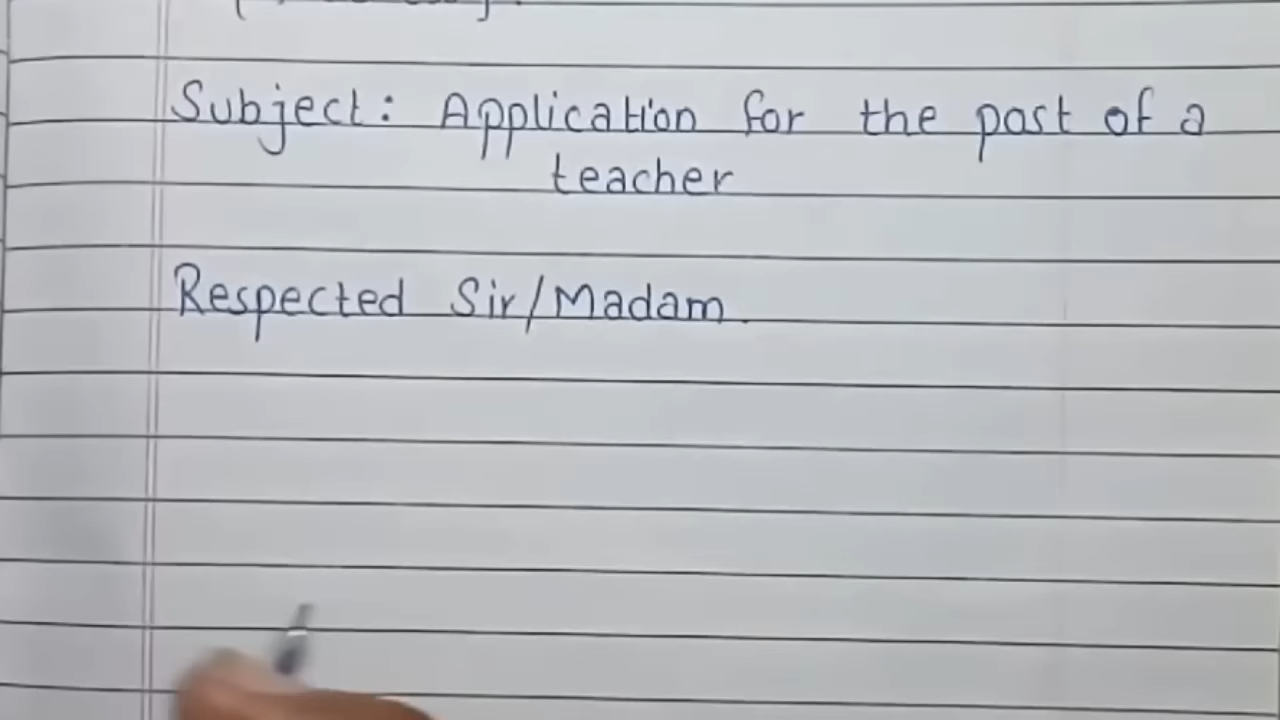 Subject: Application for the post of a
teacher
Respected Sir/Madam.